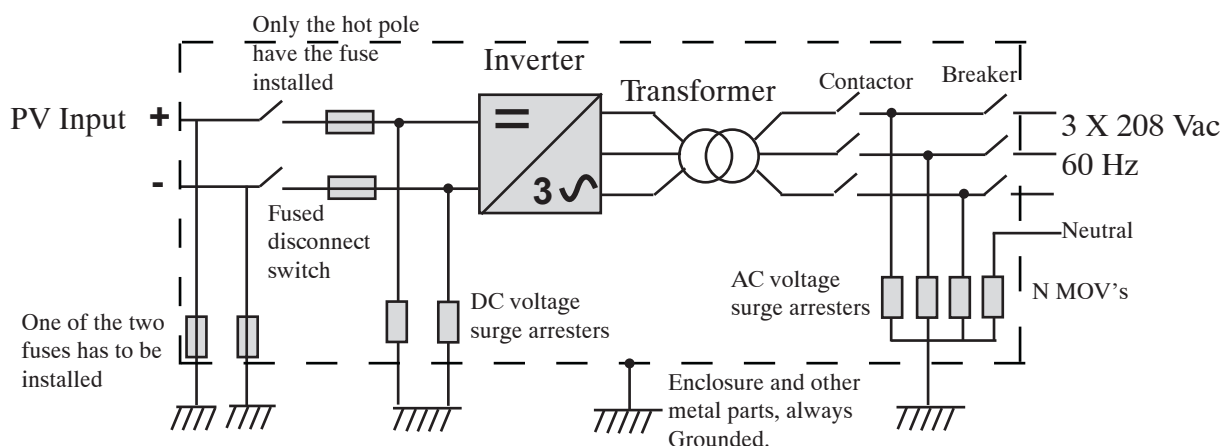 Only the hot pole
have the fuse
installed
Inverter
Transformer
Contactor
Breaker
PV Input
+
-
3
3 X 208 Vac
60 Hz
Neutral
Fused
disconnect
switch
One of the two
fuses has to be
installed
DC voltage
surge arresters
AC voltage
surge arresters
N MOV's
Enclosure and other
metal parts, always
Grounded.